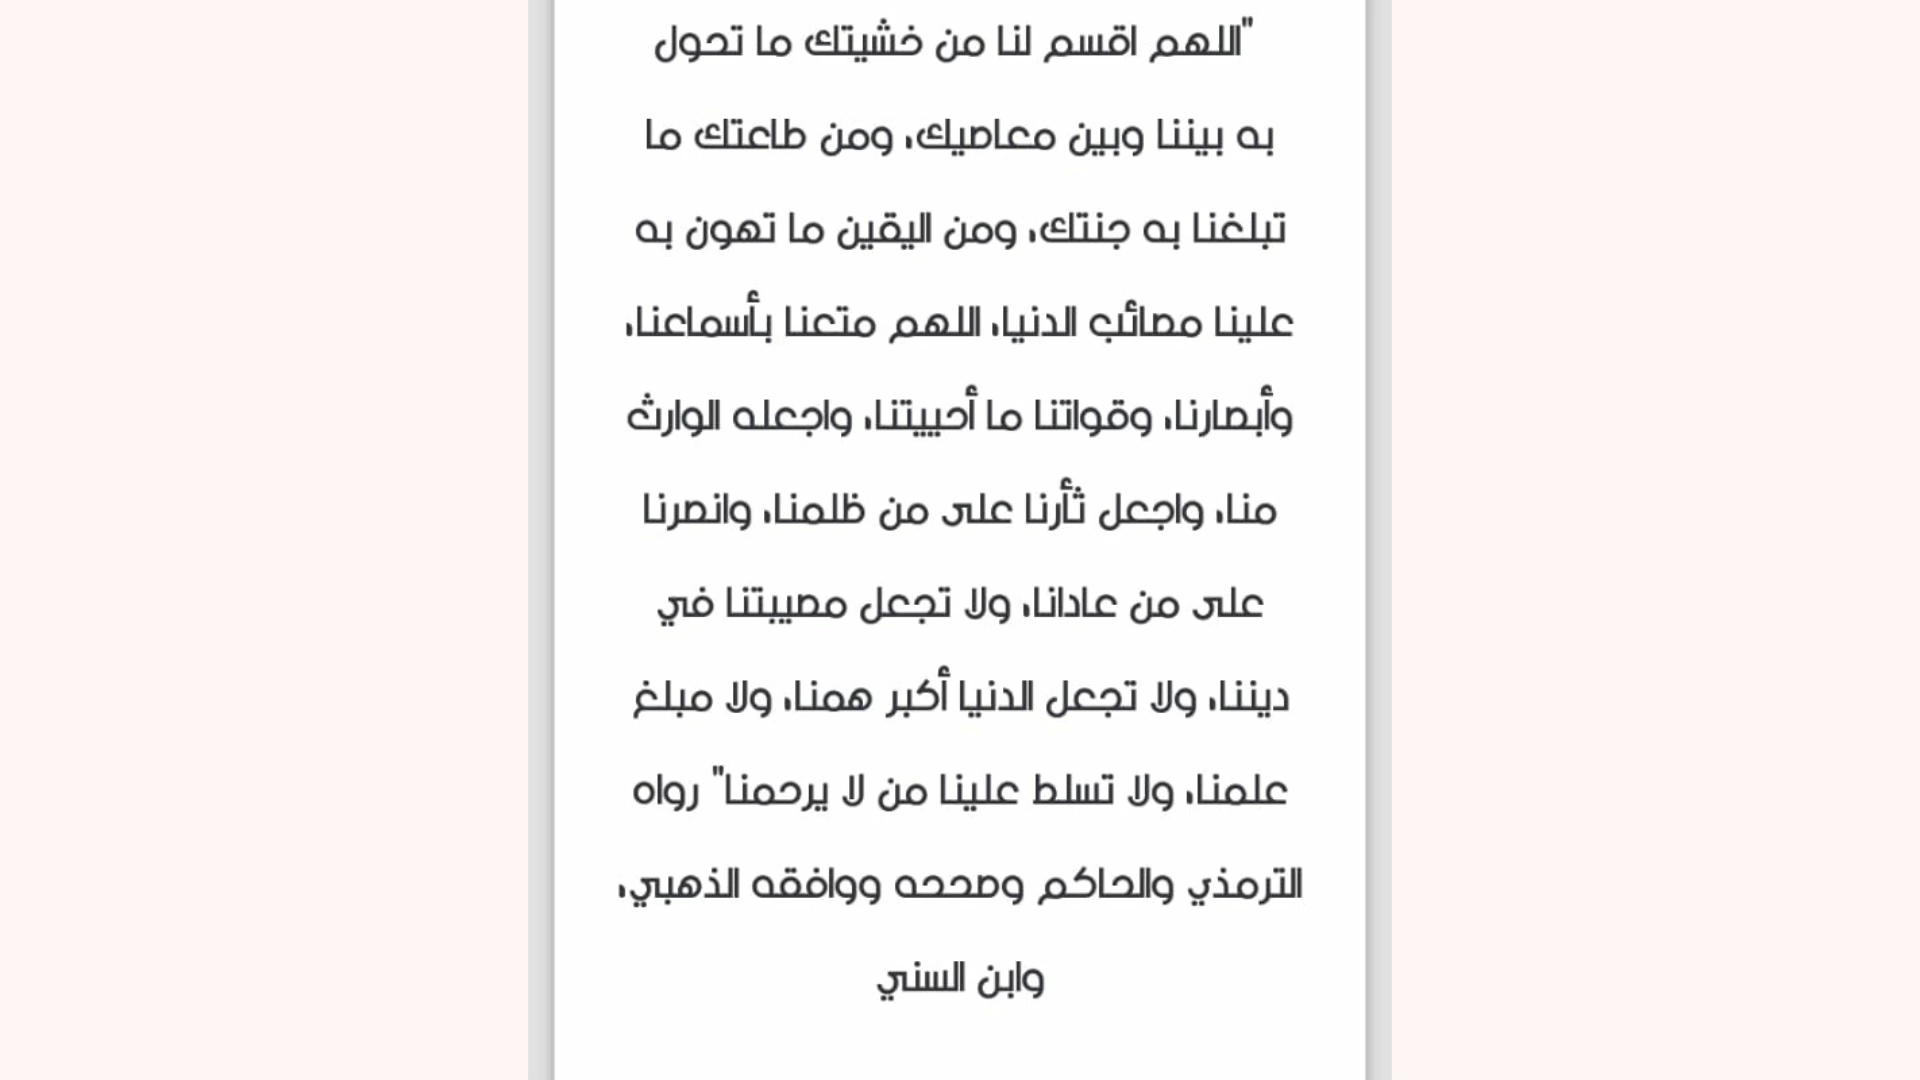 "اللهم اقسم لنا من خشيتك ما تحول
به بيننا وبين معاصيك، ومن طاعتك ما
تبلغنا به جنتك، ومن اليقين ما تهون به
علينا مصائب الدنيا، اللهم متعنا بأسماعنا،
وأبصارنا، وقواتنا ما أحييتنا، واجعله الوارث
منا، واجعل ثأرنا على من ظلمنا، وانصرنا
على من عادانا، ولا تجعل مصيبتنا في
ديننا، ولا تجعل الدنيا أكبر همنا، ولا مبلغ
علمنا، ولا تسلط علينا من لا يرحمنا" رواه
الترمذي والحاكم وصححه ووافقه الذهبي،
وابن السني